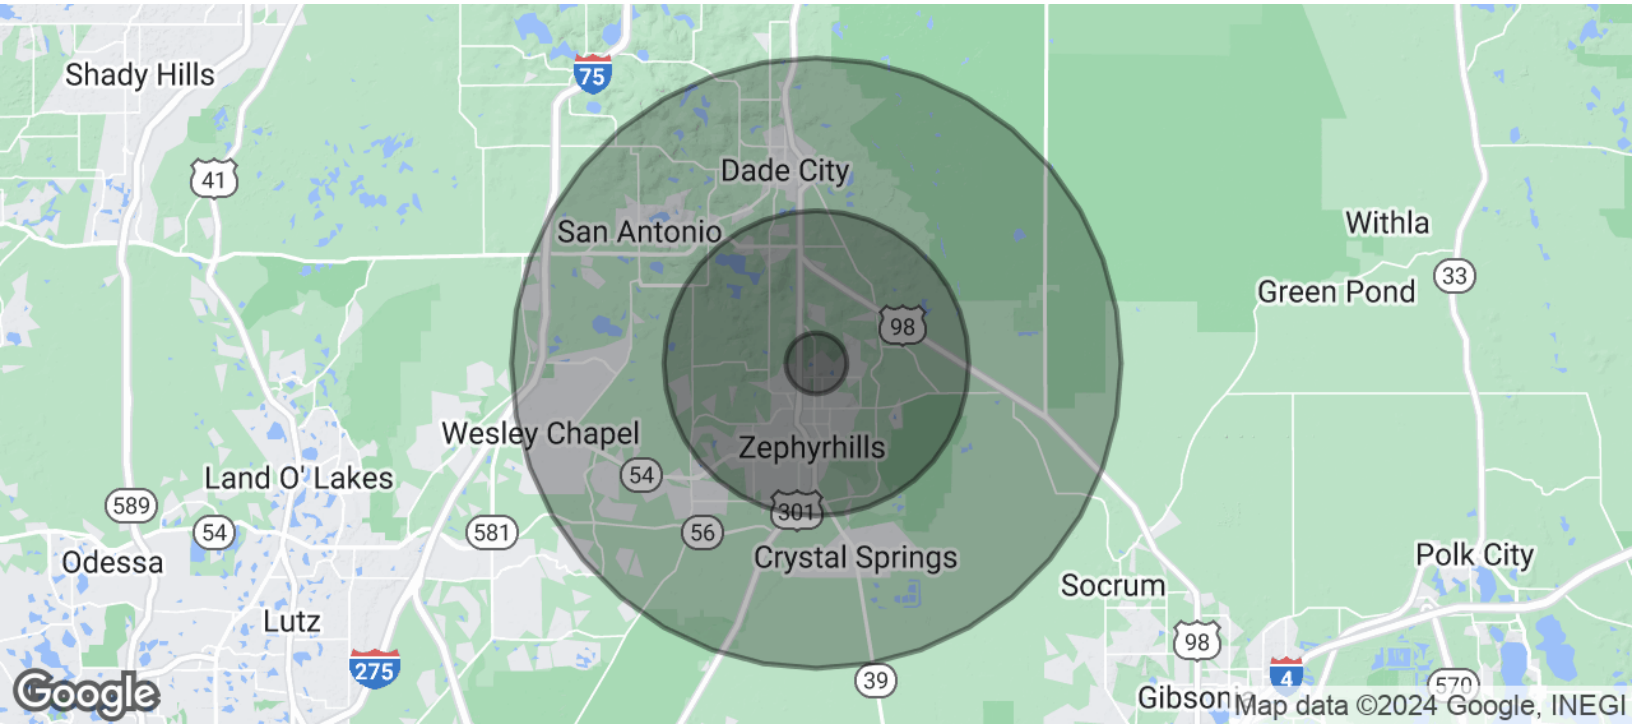 Shady Hills
75
41
Dade City
San Antonio
Withla
33
Green Pond
98
Wesley Chapel
Zephyrhills
54
Land O' Lakes
589
301
54
581
56
Odessa
Crystal Springs
Polk City
Socrum
Lutz
98
275
4
39
570
Google
Gibsonia
Map data ©2024 Google, INEGI